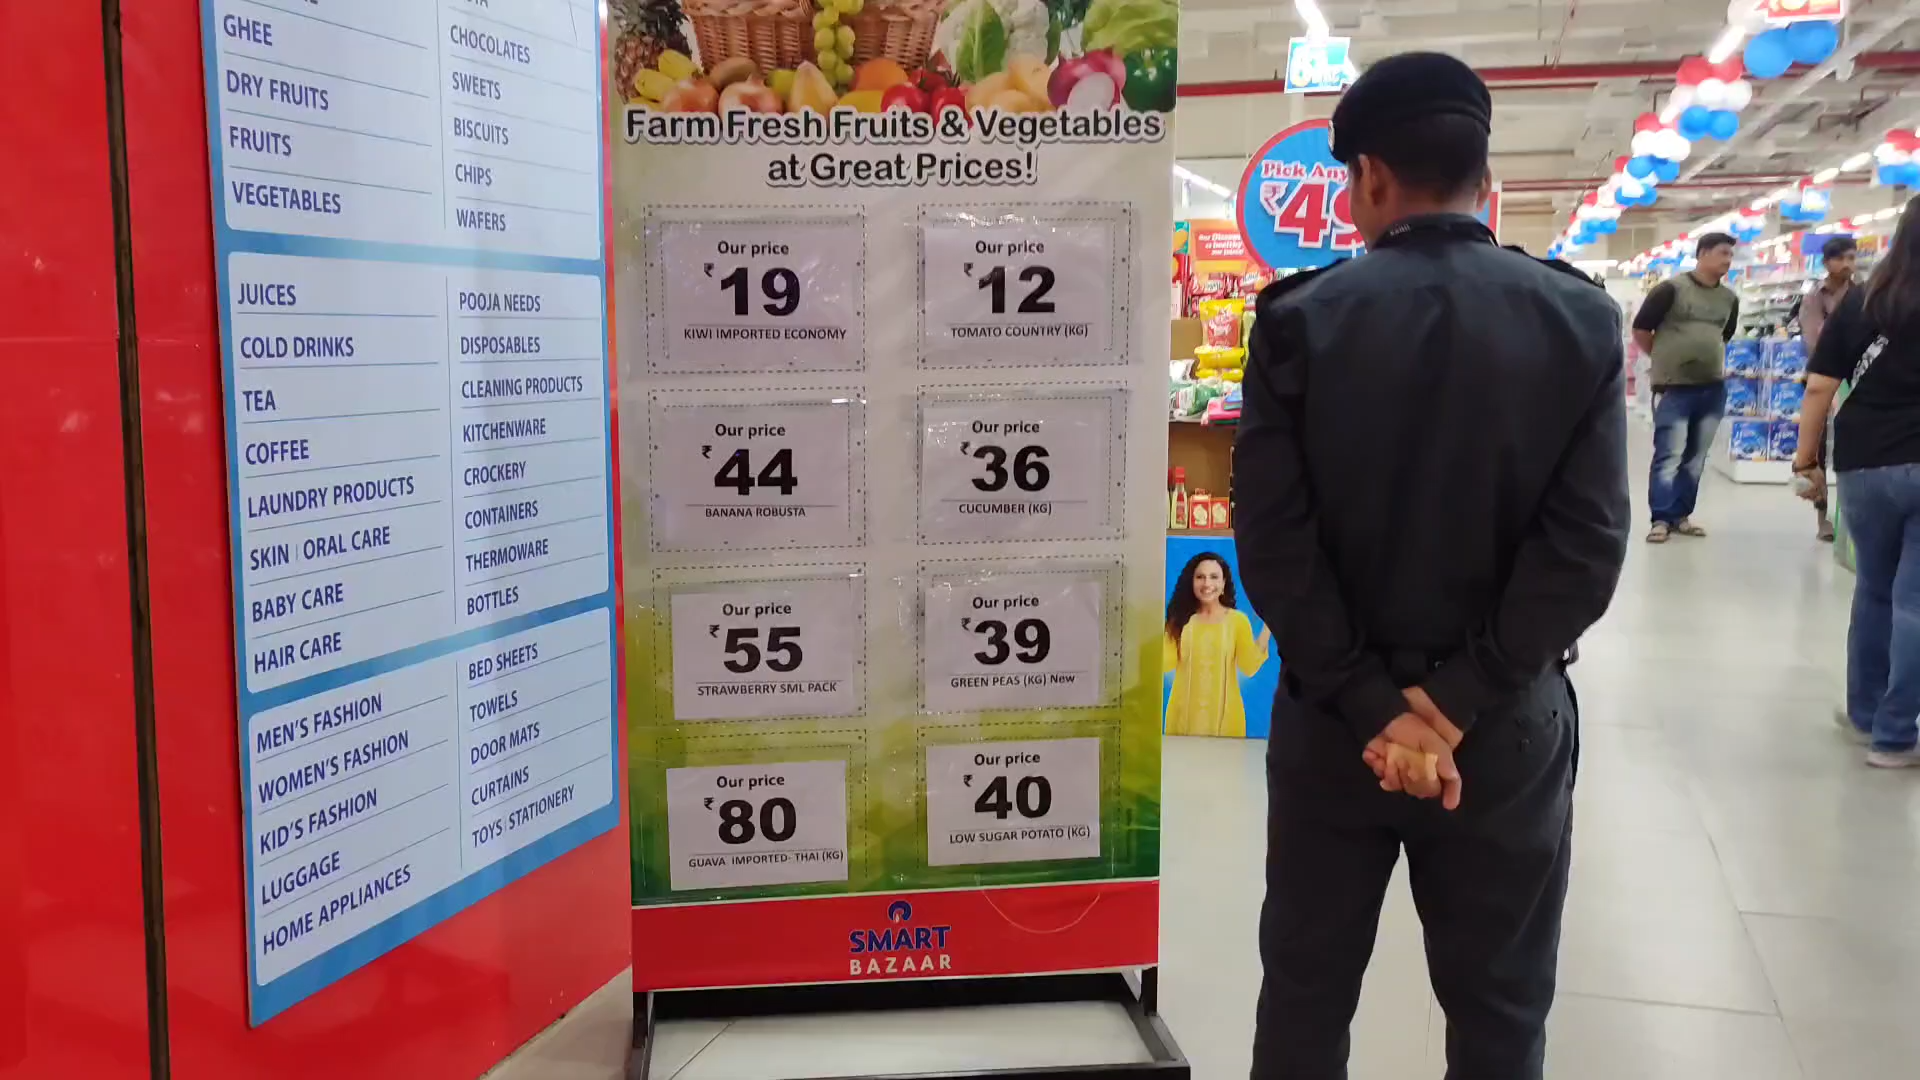 GHEE
DRY FRUITS
FRUITS
VEGETABLES
CHOCOLATES
SWEETS
BISCUITS
CHIPS
WAFERS
JUICES
COLD DRINKS
TEA
COFFEE
LAUNDRY PRODUCTS
SKIN | ORAL CARE
BABY CARE
HAIR CARE
POOJA NEEDS
DISPOSABLES
CLEANING PRODUCTS
KITCHENWARE
CROCKERY
CONTAINERS
THERMOWARE
BOTTLES
MEN'S FASHION
WOMEN'S FASHION
KID'S FASHION
LUGGAGE
HOME APPLIANCES
BED SHEETS
TOWELS
DOOR MATS
CURTAINS
TOYS | STATIONERY
Farm Fresh Fruits & Vegetables
at Great Prices!
Our price
₹19
KIWI IMPORTED ECONOMY
Our price
₹12
TOMATO COUNTRY (KG)
Our price
₹44
BANANA ROBUSTA
Our price
₹36
CUCUMBER (KG)
Our price
₹55
STRAWBERRY SML PACK
Our price
₹39
GREEN PEAS (KG) New
Our price
₹80
GUAVA IMPORTED- THAI (KG)
Our price
₹40
LOW SUGAR POTATO (KG)
SMART
BAZAAR
Pick Any